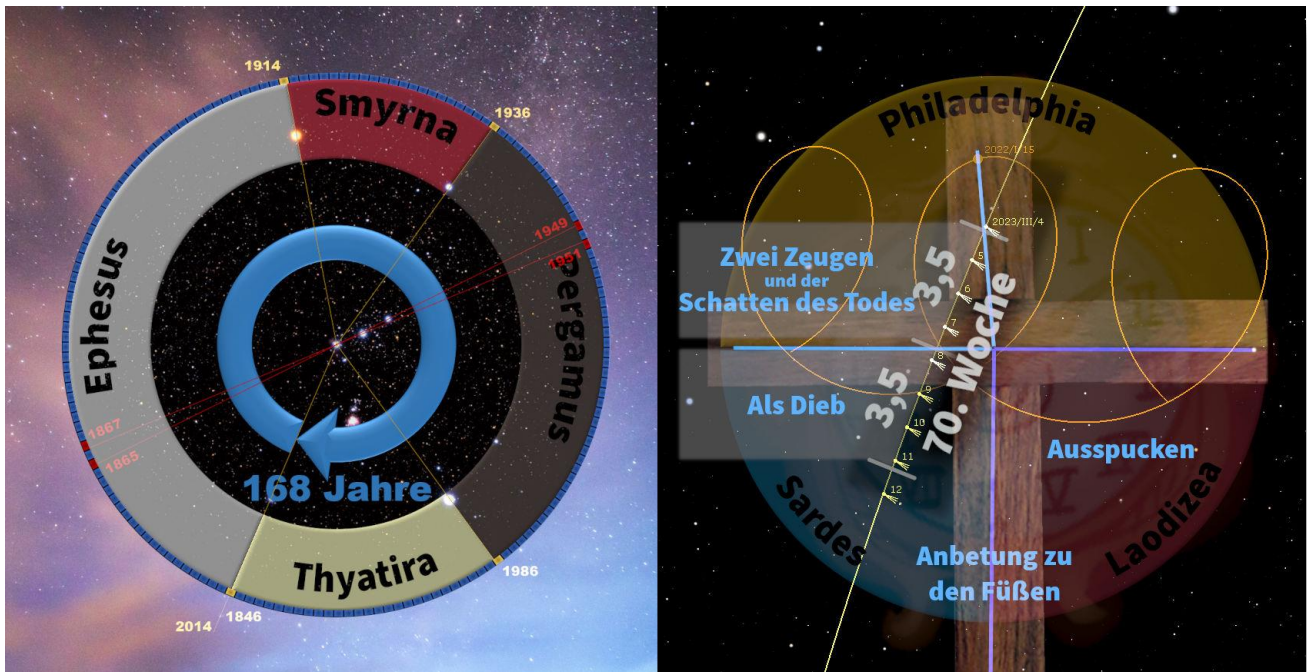 1914
Smyrna
1936
1949
1951
Pergamus
Ephesus
1867
1865
168 Jahre
Thyatira
1986
1846
2014
Philadelphia
2022/I/15
2023/III/4
Zwei Zeugen
und der
Schatten des Todes
5
6
7
3,5
8
9
10
11
12
3,5
70. Woche
Als Dieb
Ausspucken
Sardes
Laodizea
Anbetung zu
den Füßen